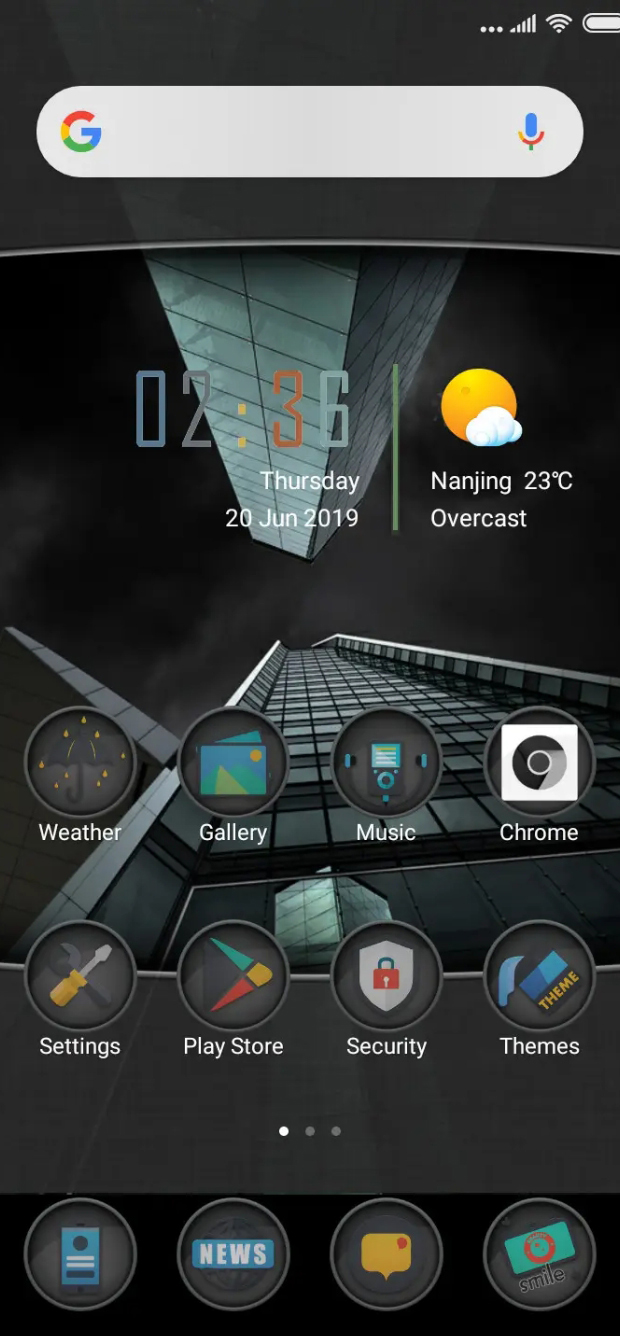 02:36
Thursday
20 Jun 2019
Nanjing 23℃
Overcast
Weather
Gallery
Music
Chrome
Settings
Play Store
THEME
Security
Themes
NEWS
smile